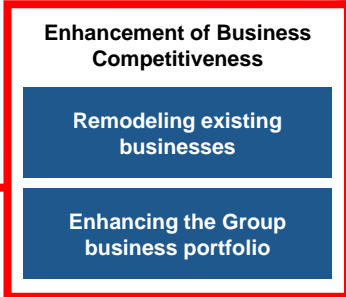 Enhancement of Business
Competitiveness
Remodeling existing
businesses
Enhancing the Group
business portfolio